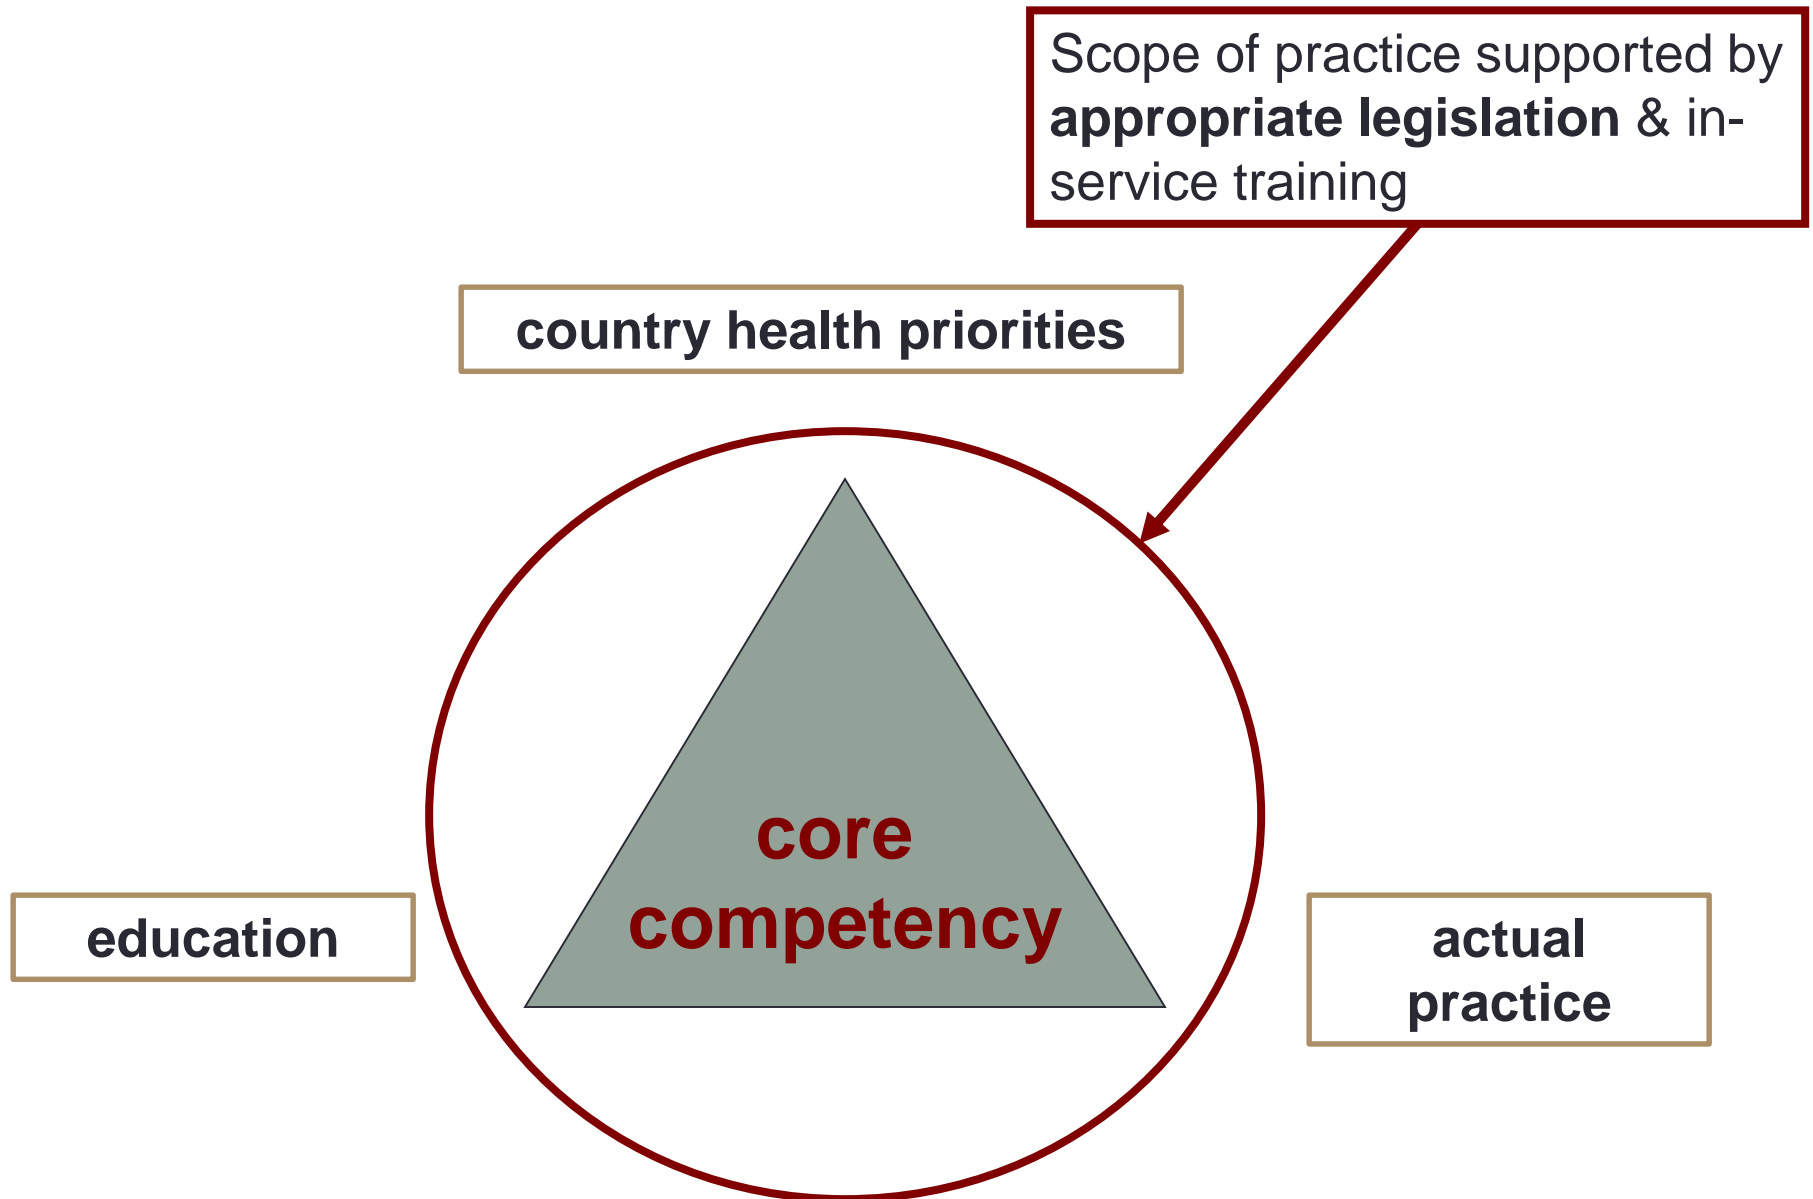 Scope of practice supported by
appropriate legislation & in-
service training
country health priorities
core
competency
education
actual
practice